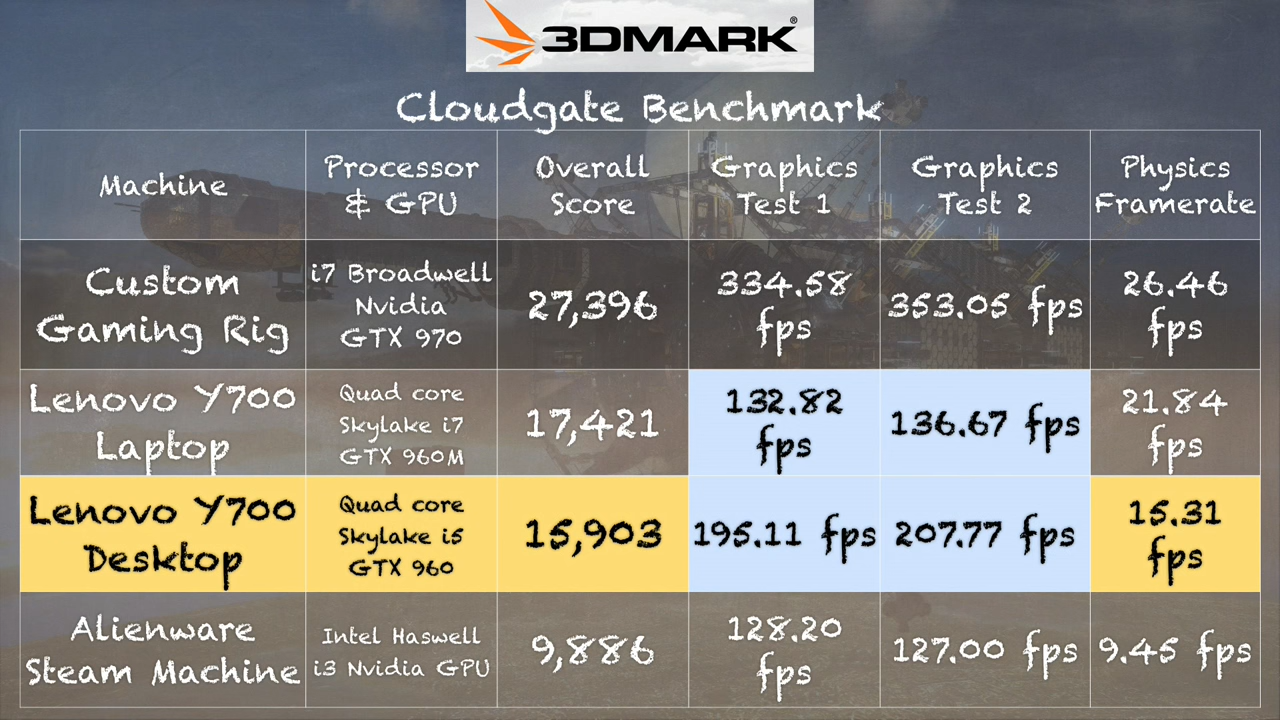 3DMARK®
Cloudgate Benchmark
Machine
Processor
& GPU
Overall
Score
Graphics
Test 1
Graphics
Test 2
Physics
Framerate
Custom
Gaming Rig
i7 Broadwell
Nvidia
GTX 970
27,396
334.58
fps
353.05 fps
26.46
fps
Lenovo Y700
Laptop
Quad core
Skylake i7
GTX 960M
17,421
132.82
fps
136.67 fps
21.84
fps
Lenovo Y700
Desktop
Quad core
Skylake i5
GTX 960
15,903
195.11 fps
207.77 fps
15.31
fps
Alienware
Steam Machine
Intel Haswell
i3 Nvidia GPU
9,886
128.20
fps
127.00 fps
9.45 fps